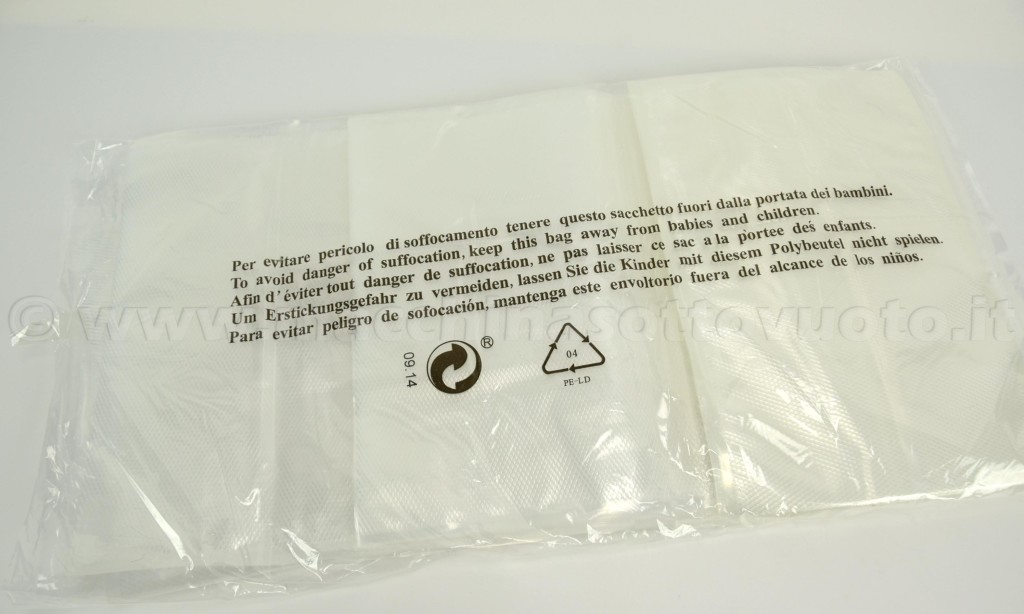 Per evitare pericolo di soffocamento tenere questo sacchetto fuori dalla portata dei bambini.
To avoid danger of suffocation, keep this bag away from babies and children.
Afin d'éviter tout danger de suffocation, ne pas laisser ce sac a la portee des enfants.
Um Erstickungsgefahr zu vermeiden, lassen Sie die Kinder mit diesem Polybeutel nicht spielen.
Para evitar peligro de sofocación, mantenga este envoltorio fuera del alcance de los niños.
© www.macchinasottovuoto.it
09.14
®
04
PE-LD